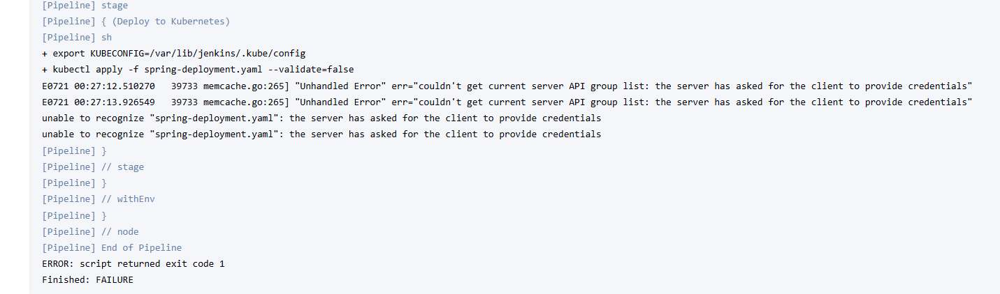 [Pipeline] stage
[Pipeline] { (Deploy to Kubernetes)
[Pipeline] sh
+ export KUBECONFIG=/var/lib/jenkins/.kube/config
+ kubectl apply -f spring-deployment.yaml --validate=false
E0721 00:27:12.510270   39733 memcache.go:265] "Unhandled Error" err="couldn't get current server API group list: the server has asked for the client to provide credentials"
E0721 00:27:13.926549   39733 memcache.go:265] "Unhandled Error" err="couldn't get current server API group list: the server has asked for the client to provide credentials"
unable to recognize "spring-deployment.yaml": the server has asked for the client to provide credentials
unable to recognize "spring-deployment.yaml": the server has asked for the client to provide credentials
[Pipeline] }
[Pipeline] // stage
[Pipeline] }
[Pipeline] // withEnv
[Pipeline] }
[Pipeline] // node
[Pipeline] End of Pipeline
ERROR: script returned exit code 1
Finished: FAILURE